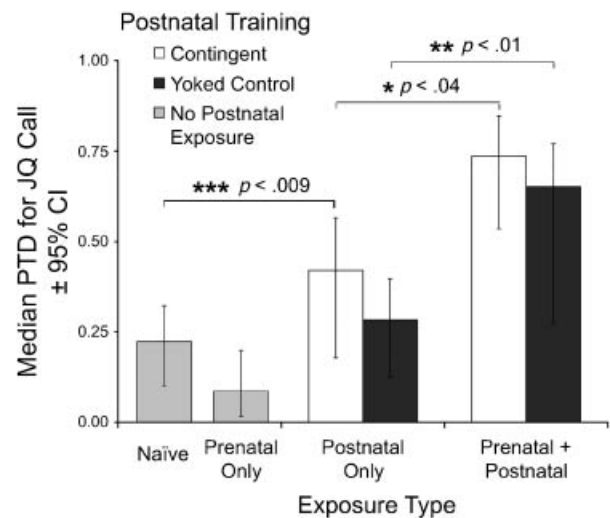 Postnatal Training
Contingent
Yoked Control
No Postnatal
Exposure
** p < .01
* p < .04
*** p < .009
Median PTD for JQ Call
± 95% CI
1.00
0.75
0.50
0.25
0.00
Naïve
Prenatal
Only
Postnatal
Only
Prenatal +
Postnatal
Exposure Type